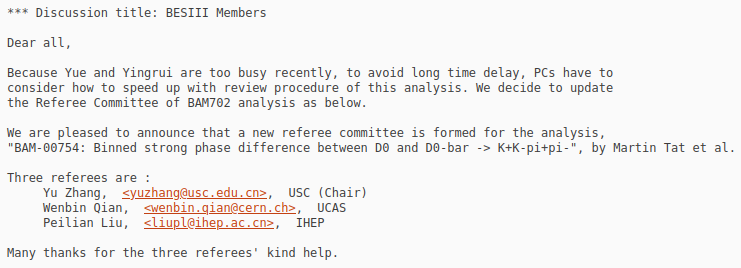 *** Discussion title: BESIII Members
Dear all,
Because Yue and Yingrui are too busy recently, to avoid long time delay, PCs have to
consider how to speed up with review procedure of this analysis. We decide to update
the Referee Committee of BAM702 analysis as below.
We are pleased to announce that a new referee committee is formed for the analysis,
"BAM-00754: Binned strong phase difference between D0 and D0-bar -> K+K-pi+pi-", by Martin Tat et al.
Three referees are :
Yu Zhang, <yuzhang@usc.edu.cn>, USC (Chair)
Wenbin Qian, <wenbin.qian@cern.ch>, UCAS
Peilian Liu, <liupl@ihep.ac.cn>, IHEP
Many thanks for the three referees' kind help.